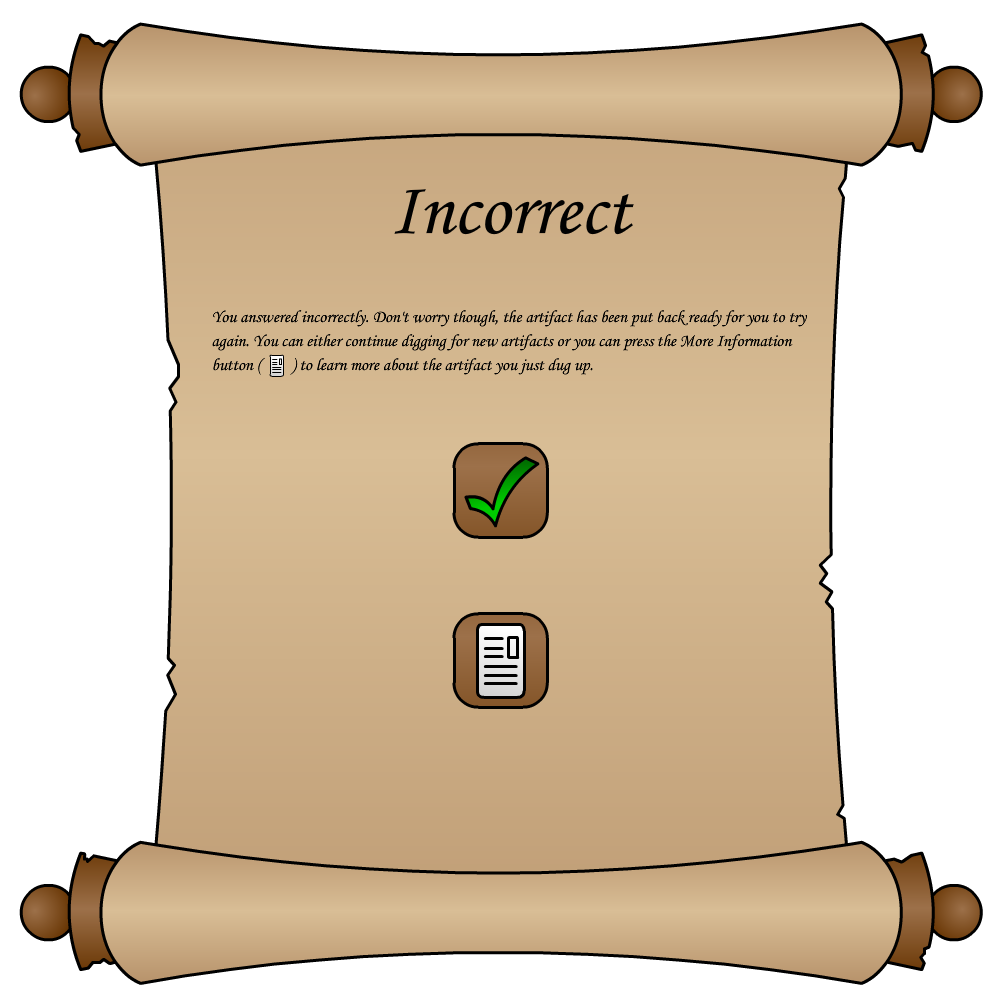 Incorrect
You answered incorrectly. Don't worry though, the artifact has been put back ready for you to try
again. You can either continue digging for new artifacts or you can press the More Information
button ( ) to learn more about the artifact you just dug up.